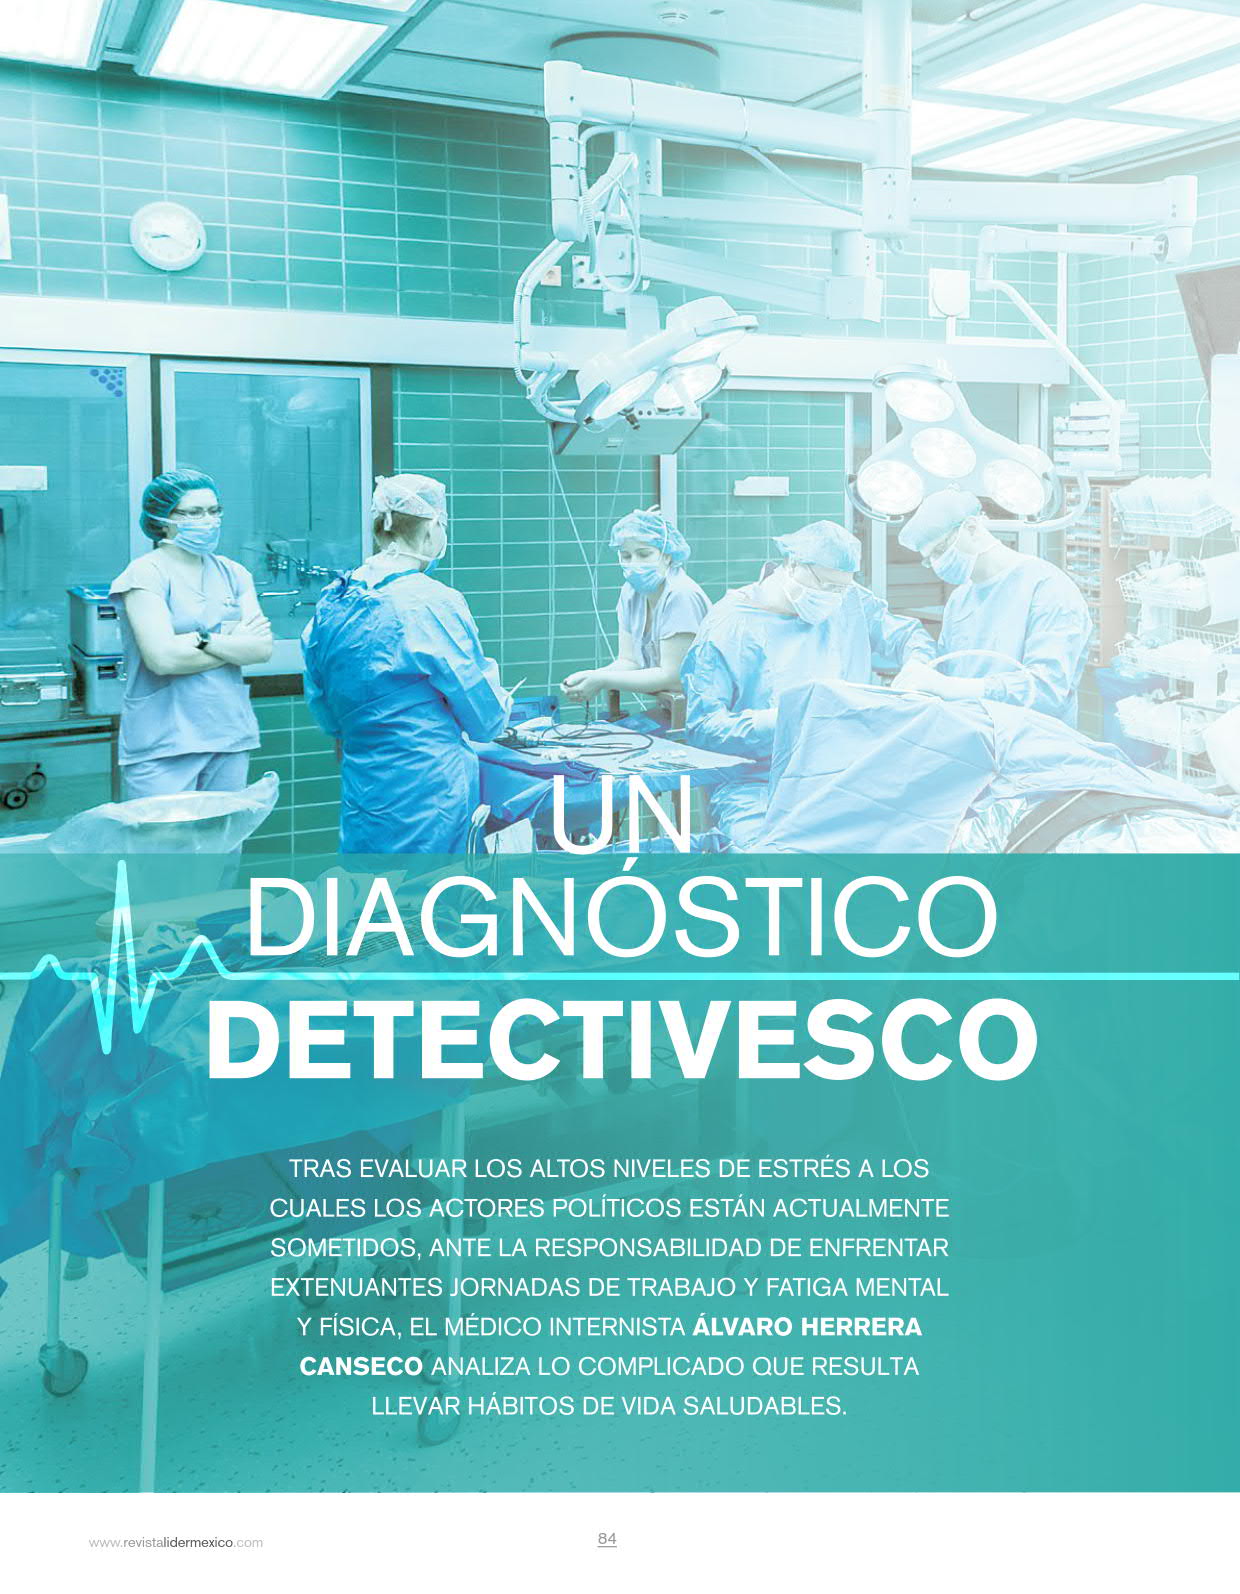 UN
DIAGNÓSTICO
DETECTIVESCO
TRAS EVALUAR LOS ALTOS NIVELES DE ESTRÉS A LOS
CUALES LOS ACTORES POLÍTICOS ESTÁN ACTUALMENTE
SOMETIDOS, ANTE LA RESPONSABILIDAD DE ENFRENTAR
EXTENUANTES JORNADAS DE TRABAJO Y FATIGA MENTAL
Y FÍSICA, EL MÉDICO INTERNISTA ÁLVARO HERRERA
CANSECO ANALIZA LO COMPLICADO QUE RESULTA
LLEVAR HÁBITOS DE VIDA SALUDABLES.
www.revistalidermexico.com
84